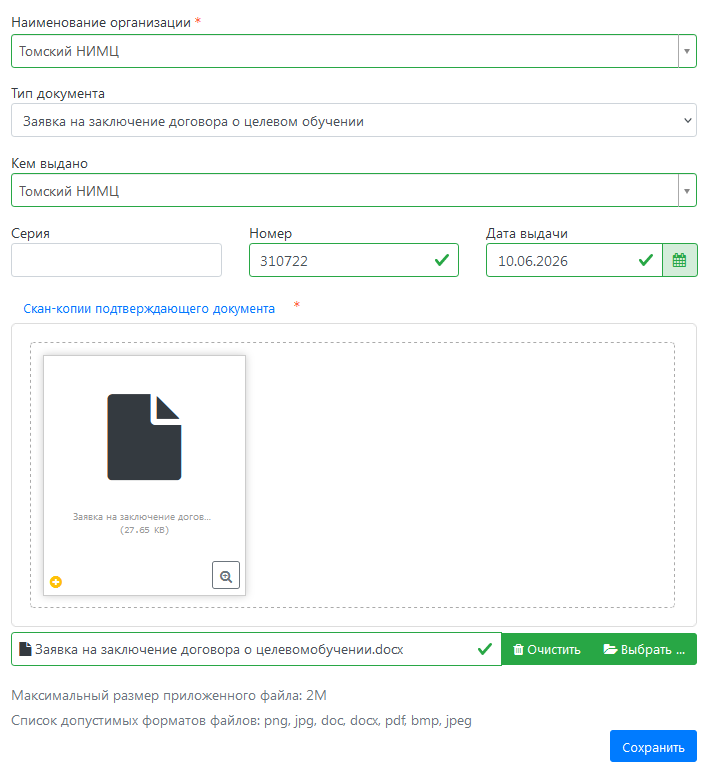 Наименование организации *
Томский НИМЦ
Тип документа
Заявка на заключение договора о целевом обучении
Кем выдано
Томский НИМЦ
Серия Номер Дата выдачи
310722 10.06.2026
Скан-копии подтверждающего документа *
Заявка на заключение догов...
(27.65 KB)
Заявка на заключение договора о целевомобучении.docx Очистить Выбрать ...
Максимальный размер приложенного файла: 2M
Список допустимых форматов файлов: png, jpg, doc, docx, pdf, bmp, jpeg
Сохранить